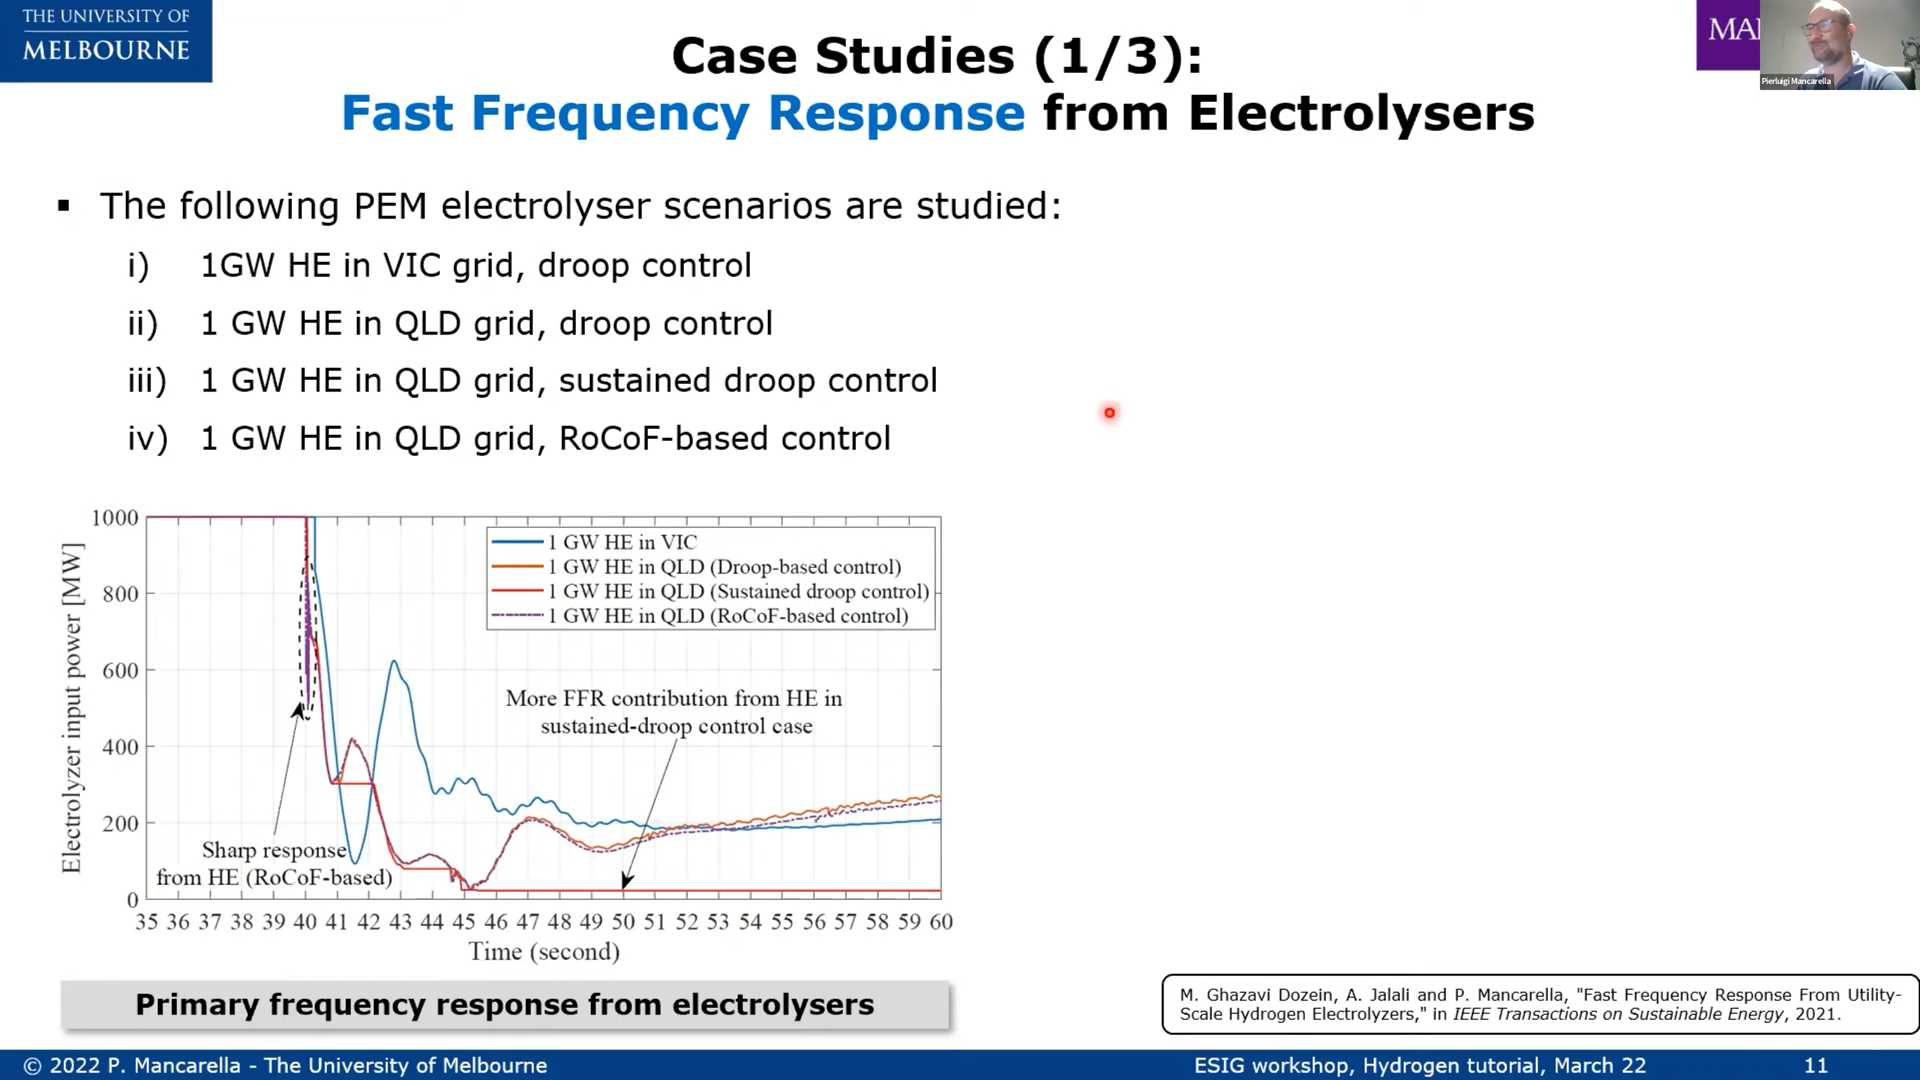 THE UNIVERSITY OF
MELBOURNE
Case Studies (1/3):
Fast Frequency Response from Electrolysers
MA
Pierluigi Mancarella
▪ The following PEM electrolyser scenarios are studied:
i) 1GW HE in VIC grid, droop control
ii) 1 GW HE in QLD grid, droop control
iii) 1 GW HE in QLD grid, sustained droop control
iv) 1 GW HE in QLD grid, RoCoF-based control
Electrolyzer input power [MW]
1000
800
600
400
200
0
1 GW HE in VIC
1 GW HE in QLD (Droop-based control)
1 GW HE in QLD (Sustained droop control)
1 GW HE in QLD (RoCoF-based control)
More FFR contribution from HE in
sustained-droop control case
Sharp response
from HE (RoCoF-based)
35 36 37 38 39 40 41 42 43 44 45 46 47 48 49 50 51 52 53 54 55 56 57 58 59 60
Time (second)
Primary frequency response from electrolysers
M. Ghazavi Dozein, A. Jalali and P. Mancarella, "Fast Frequency Response From Utility-
Scale Hydrogen Electrolyzers," in IEEE Transactions on Sustainable Energy, 2021.
© 2022 P. Mancarella - The University of Melbourne
ESIG workshop, Hydrogen tutorial, March 22
11